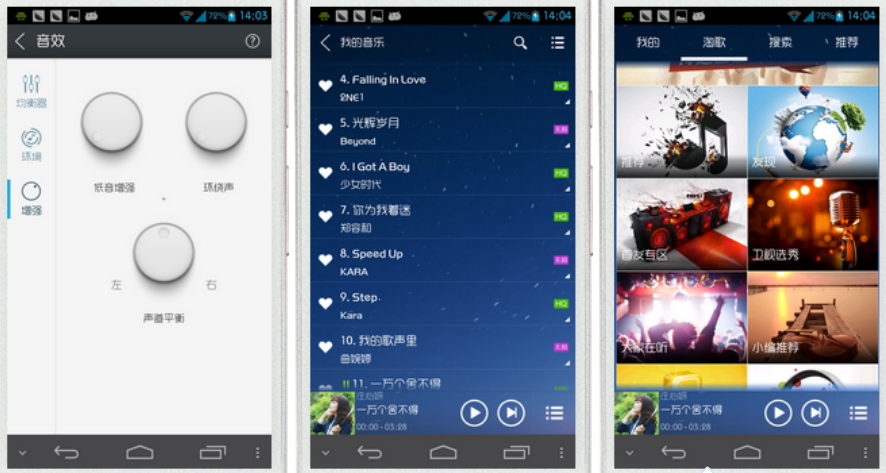 72% 14:03
音效
均衡器
环境
增强
低音增强
环绕声
左
右
声道平衡
72% 14:04
我的音乐
4. Falling In Love
2NE1
HQ
5. 光辉岁月
Beyond
无损
6. I Got A Boy
少女时代
HQ
7. 你为我着迷
郑容和
HQ
8. Speed Up
KARA
无损
9. Step.
Kara
HQ
10. 我的歌声里
曲婉婷
无损
11. 一万个舍不得
庄心妍
一万个舍不得
00:00 - 03:28
72% 14:04
我的
淘歌
搜索
推荐
推荐
发现
首发专区
卫视选秀
大家在听
小编推荐
庄心妍
一万个舍不得
00:00 - 03:28